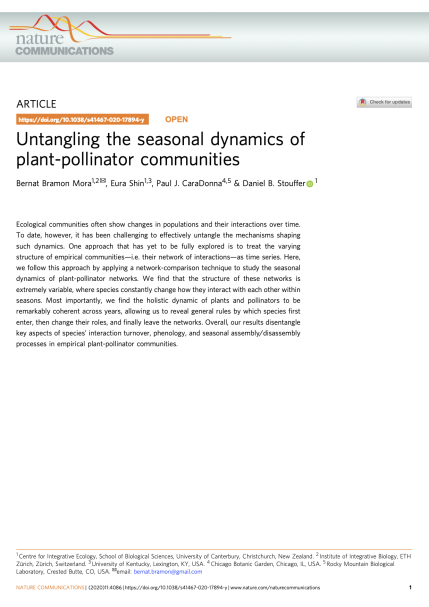 nature
COMMUNICATIONS
ARTICLE
Check for updates
https://doi.org/10.1038/s41467-020-17894-y
OPEN
Untangling the seasonal dynamics of
plant-pollinator communities
Bernat Bramon Mora1,2✉, Eura Shin1,3, Paul J. CaraDonna4,5 & Daniel B. Stouffer 1
Ecological communities often show changes in populations and their interactions over time.
To date, however, it has been challenging to effectively untangle the mechanisms shaping
such dynamics. One approach that has yet to be fully explored is to treat the varying
structure of empirical communities—i.e. their network of interactions—as time series. Here,
we follow this approach by applying a network-comparison technique to study the seasonal
dynamics of plant-pollinator networks. We find that the structure of these networks is
extremely variable, where species constantly change how they interact with each other within
seasons. Most importantly, we find the holistic dynamic of plants and pollinators to be
remarkably coherent across years, allowing us to reveal general rules by which species first
enter, then change their roles, and finally leave the networks. Overall, our results disentangle
key aspects of species' interaction turnover, phenology, and seasonal assembly/disassembly
processes in empirical plant-pollinator communities.
1 Centre for Integrative Ecology, School of Biological Sciences, University of Canterbury, Christchurch, New Zealand. 2 Institute of Integrative Biology, ETH
Zürich, Zürich, Switzerland. 3 University of Kentucky, Lexington, KY, USA. 4 Chicago Botanic Garden, Chicago, IL, USA. 5 Rocky Mountain Biological
Laboratory, Crested Butte, CO, USA. ✉email: bernat.bramon@gmail.com
NATURE COMMUNICATIONS | (2020)11:4086 | https://doi.org/10.1038/s41467-020-17894-y | www.nature.com/naturecommunications 1